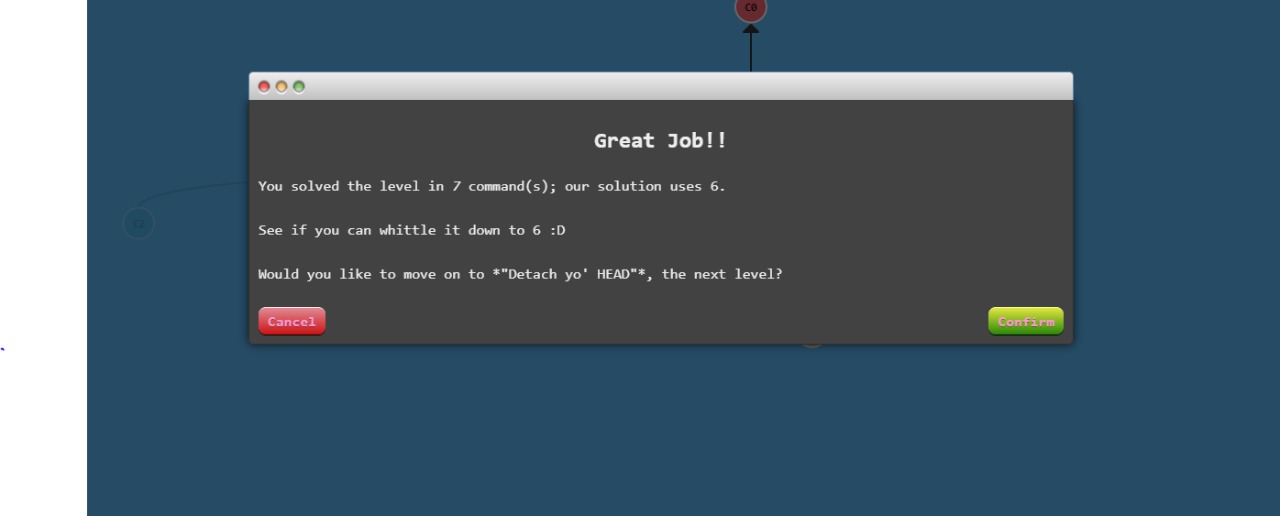 C0
Great Job!!
You solved the level in 7 command(s); our solution uses 6.
C2
See if you can whittle it down to 6 :D
Would you like to move on to *"Detach yo' HEAD"*, the next level?
Cancel
Confirm